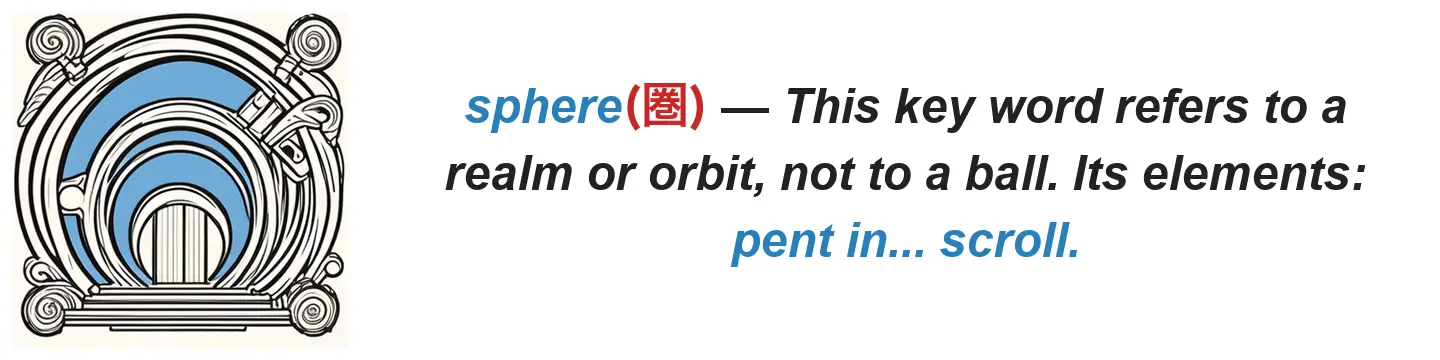 sphere(圏) — This key word refers to a
realm or orbit, not to a ball. Its elements:
pent in... scroll.